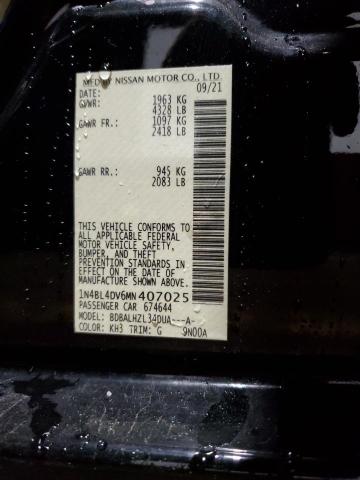 MFD BY NISSAN MOTOR CO., LTD.
DATE: 09/21
GVWR: 1963 KG
4328 LB
GAWR FR.: 1097 KG
2418 LB
GAWR RR.: 945 KG
2083 LB
THIS VEHICLE CONFORMS TO
ALL APPLICABLE FEDERAL
MOTOR VEHICLE SAFETY,
BUMPER, AND THEFT
PREVENTION STANDARDS IN
EFFECT ON THE DATE OF
MANUFACTURE SHOWN ABOVE.
1N4BL4DV6MN407025
PASSENGER CAR 674644
MODEL: BDBALHZL34DUA---A-
COLOR: KH3 TRIM: G 9N00A